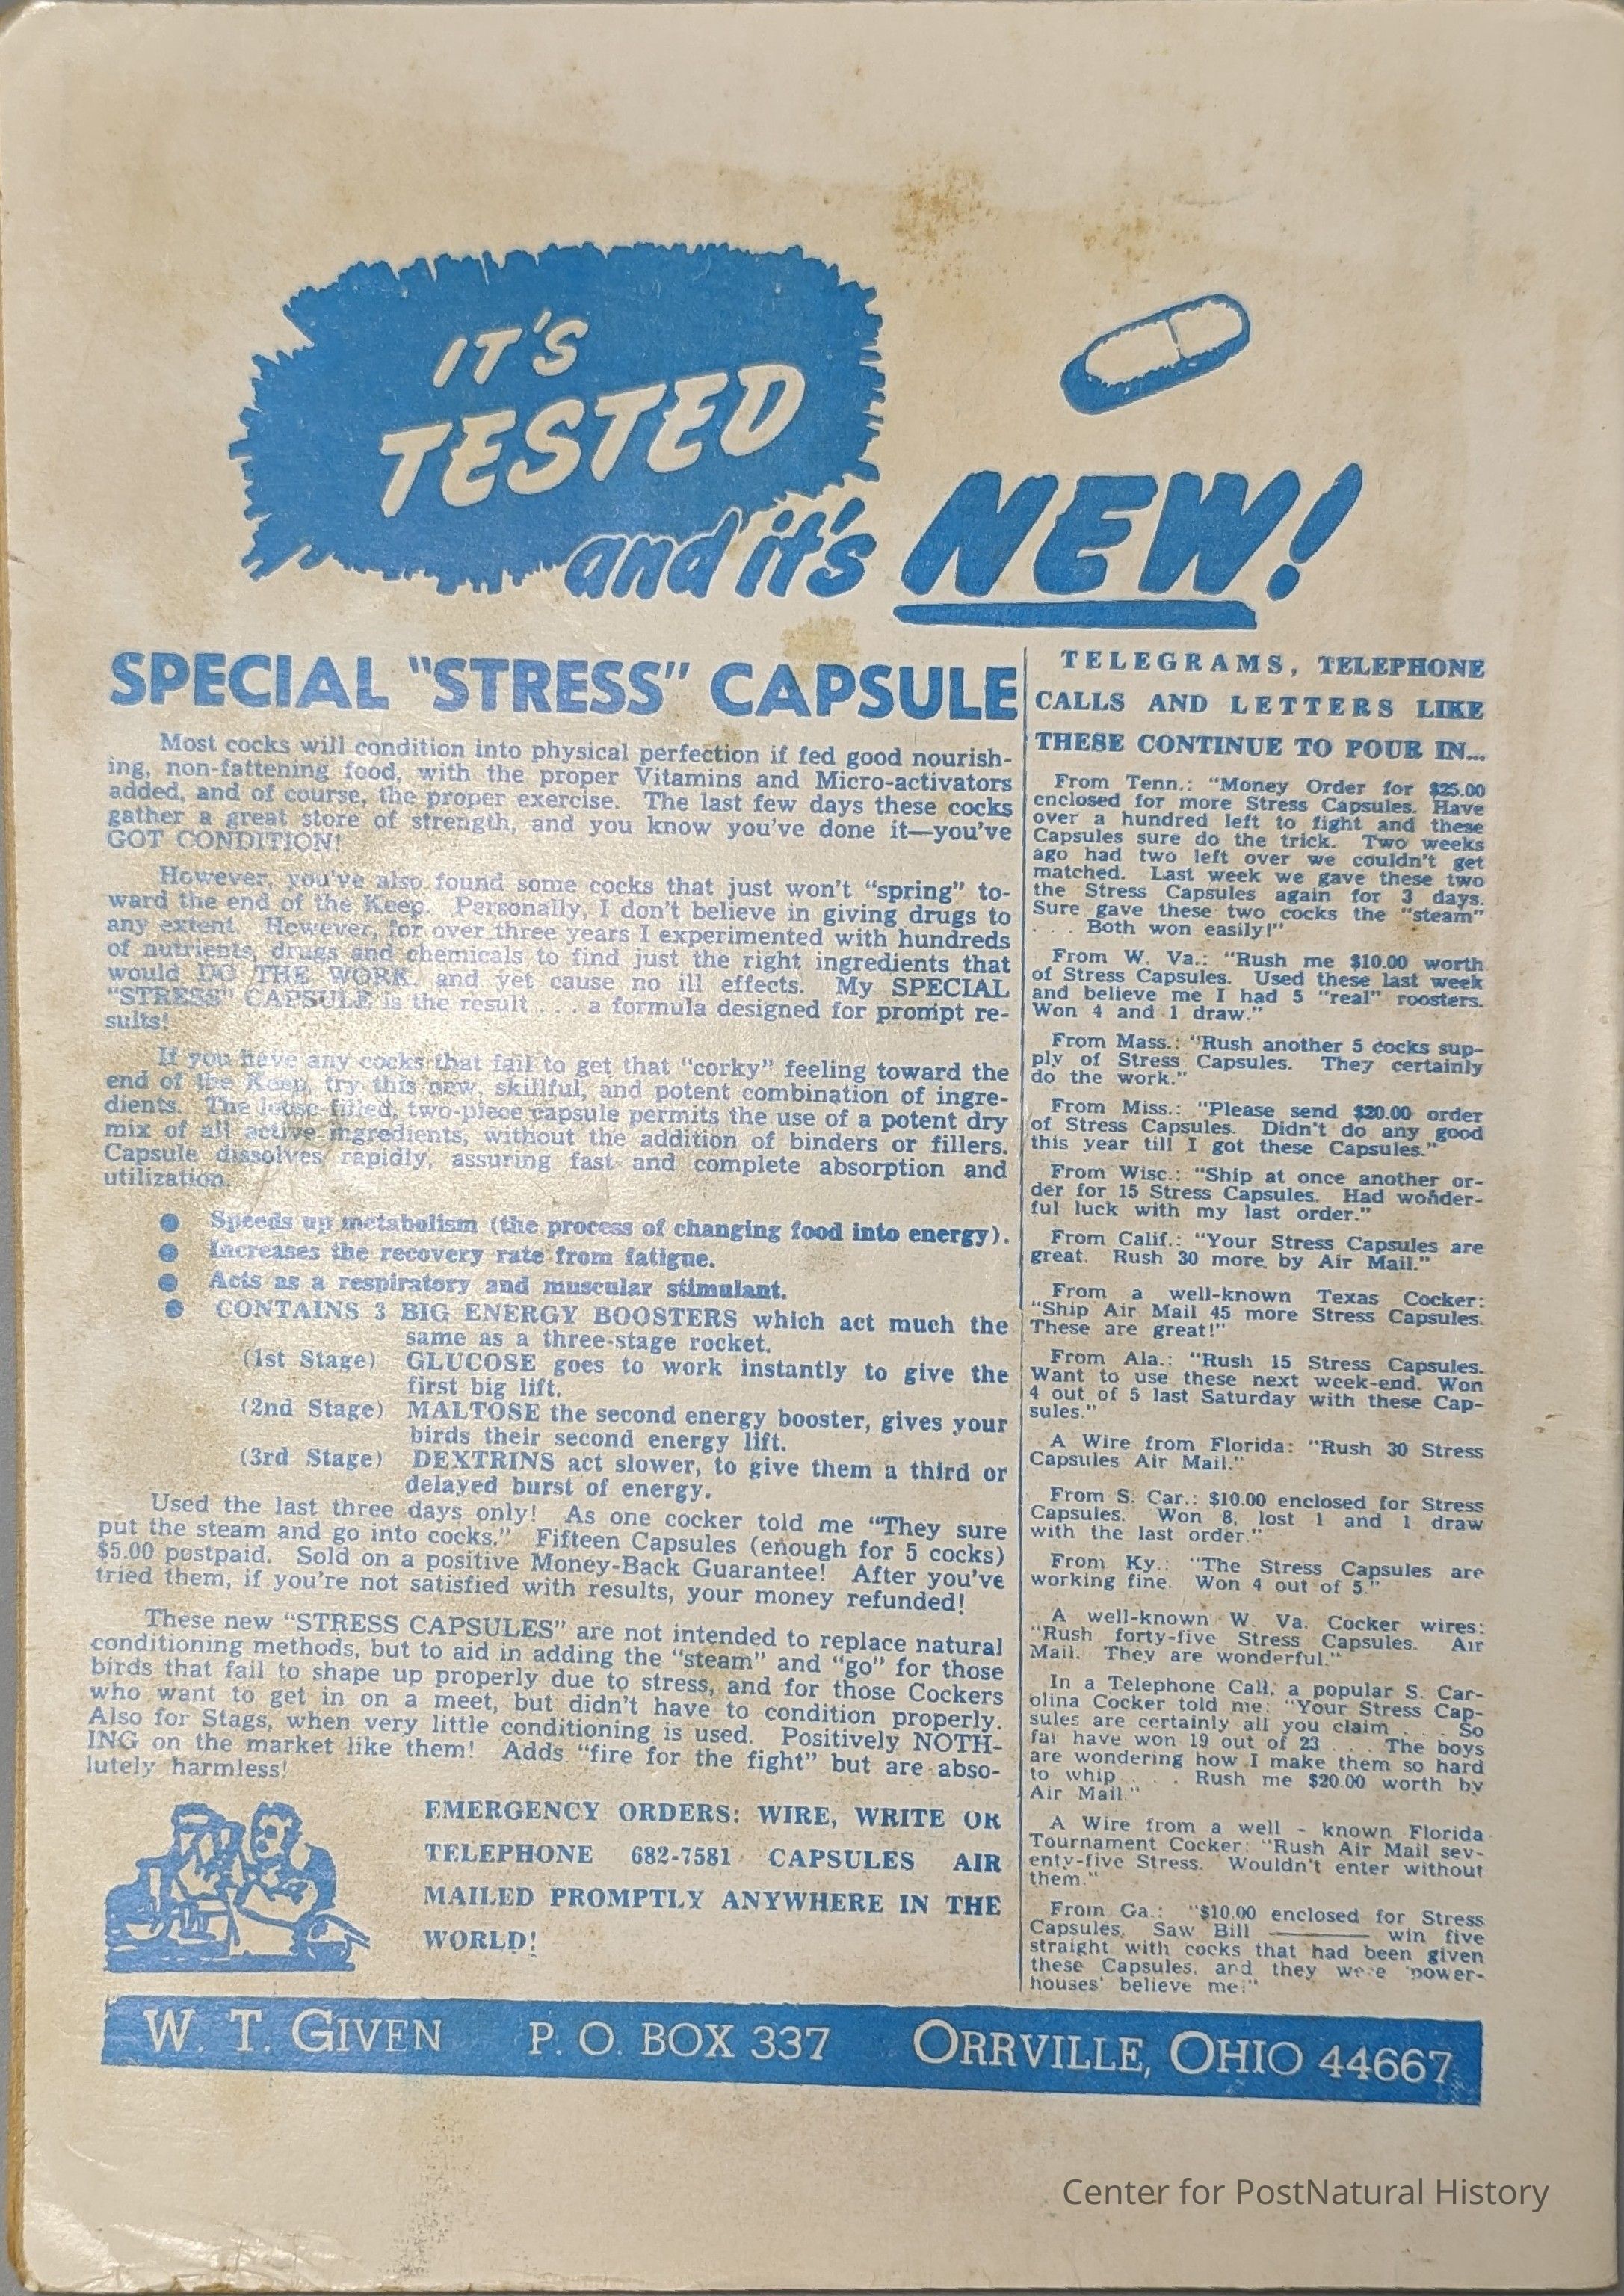 IT'S
TESTED
and it's NEW!
SPECIAL "STRESS" CAPSULE
Most cocks will condition into physical perfection if fed good nourish-
ing, non-fattening food, with the proper Vitamins and Micro-activators
added, and of course, the proper exercise. The last few days these cocks
gather a great store of strength, and you know you've done it—you've
GOT CONDITION!
However, you've also found some cocks that just won't "spring" to-
ward the end of the Keep. Personally, I don't believe in giving drugs to
any extent. However, for over three years I experimented with hundreds
of nutrients, drugs and chemicals to find just the right ingredients that
would DO THE WORK, and yet cause no ill effects. My SPECIAL
"STRESS" CAPSULE is the result . . . a formula designed for prompt re-
sults!
If you have any cocks that fail to get that "corky" feeling toward the
end of the Keep, try this new, skillful, and potent combination of ingre-
dients. The loose-filled, two-piece capsule permits the use of a potent dry
mix of all active ingredients, without the addition of binders or fillers.
Capsule dissolves rapidly, assuring fast and complete absorption and
utilization.
● Speeds up metabolism (the process of changing food into energy).
● Increases the recovery rate from fatigue.
● Acts as a respiratory and muscular stimulant.
● CONTAINS 3 BIG ENERGY BOOSTERS which act much the
same as a three-stage rocket.
(1st Stage) GLUCOSE goes to work instantly to give the
first big lift.
(2nd Stage) MALTOSE the second energy booster, gives your
birds their second energy lift.
(3rd Stage) DEXTRINS act slower, to give them a third or
delayed burst of energy.
Used the last three days only! As one cocker told me "They sure
put the steam and go into cocks." Fifteen Capsules (enough for 5 cocks)
$5.00 postpaid. Sold on a positive Money-Back Guarantee! After you've
tried them, if you're not satisfied with results, your money refunded!
These new "STRESS CAPSULES" are not intended to replace natural
conditioning methods, but to aid in adding the "steam" and "go" for those
birds that fail to shape up properly due to stress, and for those Cockers
who want to get in on a meet, but didn't have to condition properly.
Also for Stags, when very little conditioning is used. Positively NOTH-
ING on the market like them! Adds "fire for the fight" but are abso-
lutely harmless!
EMERGENCY ORDERS: WIRE, WRITE OR
TELEPHONE 682-7581 CAPSULES AIR
MAILED PROMPTLY ANYWHERE IN THE
WORLD!
TELEGRAMS, TELEPHONE
CALLS AND LETTERS LIKE
THESE CONTINUE TO POUR IN...
From Tenn.: "Money Order for $25.00
enclosed for more Stress Capsules. Have
over a hundred left to fight and these
Capsules sure do the trick. Two weeks
ago had two left over we couldn't get
matched. Last week we gave these two
the Stress Capsules again for 3 days.
Sure gave these two cocks the "steam"
. . . Both won easily!"
From W. Va.: "Rush me $10.00 worth
of Stress Capsules. Used these last week
and believe me I had 5 "real" roosters.
Won 4 and 1 draw."
From Mass.: "Rush another 5 cocks sup-
ply of Stress Capsules. They certainly
do the work."
From Miss.: "Please send $20.00 order
of Stress Capsules. Didn't do any good
this year till I got these Capsules."
From Wisc.: "Ship at once another or-
der for 15 Stress Capsules. Had wonder-
ful luck with my last order."
From Calif.: "Your Stress Capsules are
great. Rush 30 more by Air Mail."
From a well-known Texas Cocker:
"Ship Air Mail 45 more Stress Capsules.
These are great!"
From Ala.: "Rush 15 Stress Capsules.
Want to use these next week-end. Won
4 out of 5 last Saturday with these Cap-
sules."
A Wire from Florida: "Rush 30 Stress
Capsules Air Mail."
From S. Car.: $10.00 enclosed for Stress
Capsules. Won 8, lost 1 and 1 draw
with the last order."
From Ky.: "The Stress Capsules are
working fine. Won 4 out of 5."
A well-known W. Va. Cocker wires:
"Rush forty-five Stress Capsules. Air
Mail. They are wonderful."
In a Telephone Call, a popular S. Car-
olina Cocker told me: "Your Stress Cap-
sules are certainly all you claim . . . So
far have won 19 out of 23 . . . The boys
are wondering how I make them so hard
to whip . . . Rush me $20.00 worth by
Air Mail."
A Wire from a well - known Florida
Tournament Cocker: "Rush Air Mail sev-
enty-five Stress. Wouldn't enter without
them."
From Ga.: "$10.00 enclosed for Stress
Capsules. Saw Bill ——— win five
straight with cocks that had been given
these Capsules, and they were 'power-
houses' believe me!"
W. T. GIVEN P. O. BOX 337 ORRVILLE, OHIO 44667
Center for PostNatural History